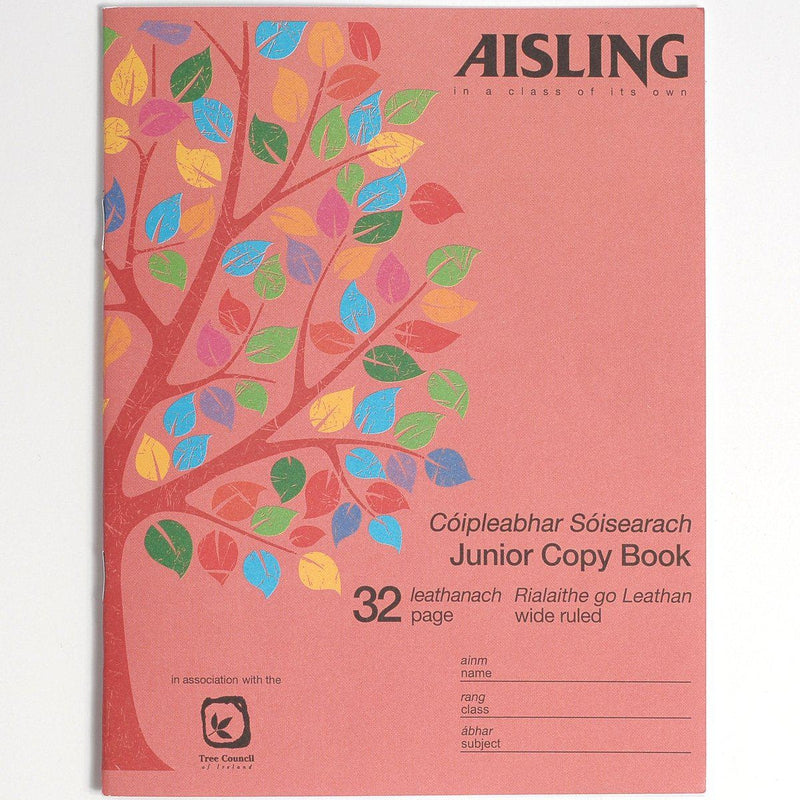 AISLING
in a class of its own
Cóipleabhar Sóisearach
Junior Copy Book
32 leathanach Rialaithe go Leathan
page wide ruled
ainm
name
rang
class
ábhar
subject
in association with the
Tree Council
of Ireland